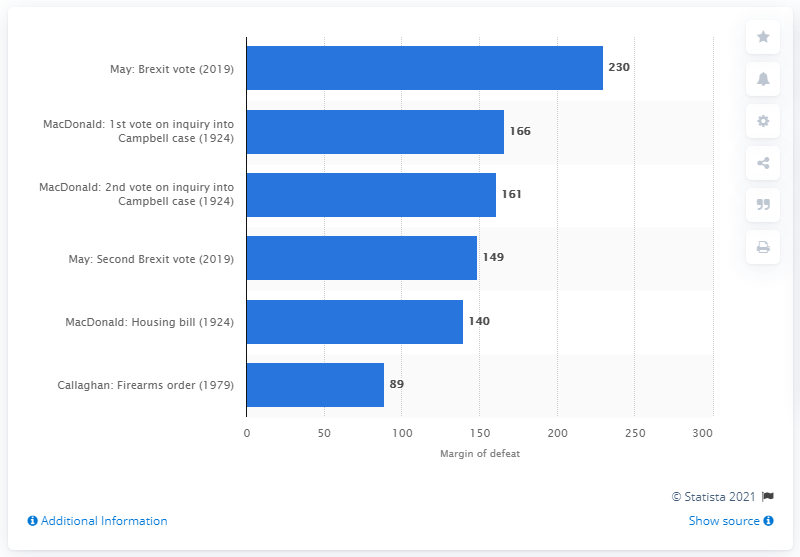 May: Brexit vote (2019)
230
MacDonald: 1st vote on inquiry into
Campbell case (1924)
166
MacDonald: 2nd vote on inquiry into
Campbell case (1924)
161
May: Second Brexit vote (2019)
149
MacDonald: Housing bill (1924)
140
Callaghan: Firearms order (1979)
89
0 50 100 150 200 250 300
Margin of defeat
© Statista 2021
Additional Information
Show source